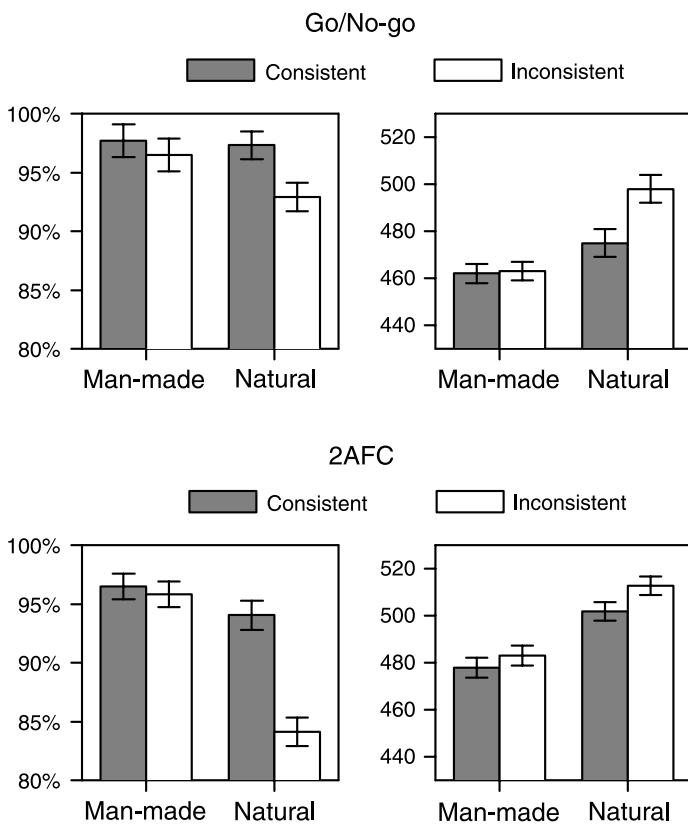 Go/No-go
Consistent Inconsistent
100%
95%
90%
85%
80%
Man-made Natural
520
500
480
460
440
Man-made Natural
2AFC
Consistent Inconsistent
100%
95%
90%
85%
80%
Man-made Natural
520
500
480
460
440
Man-made Natural